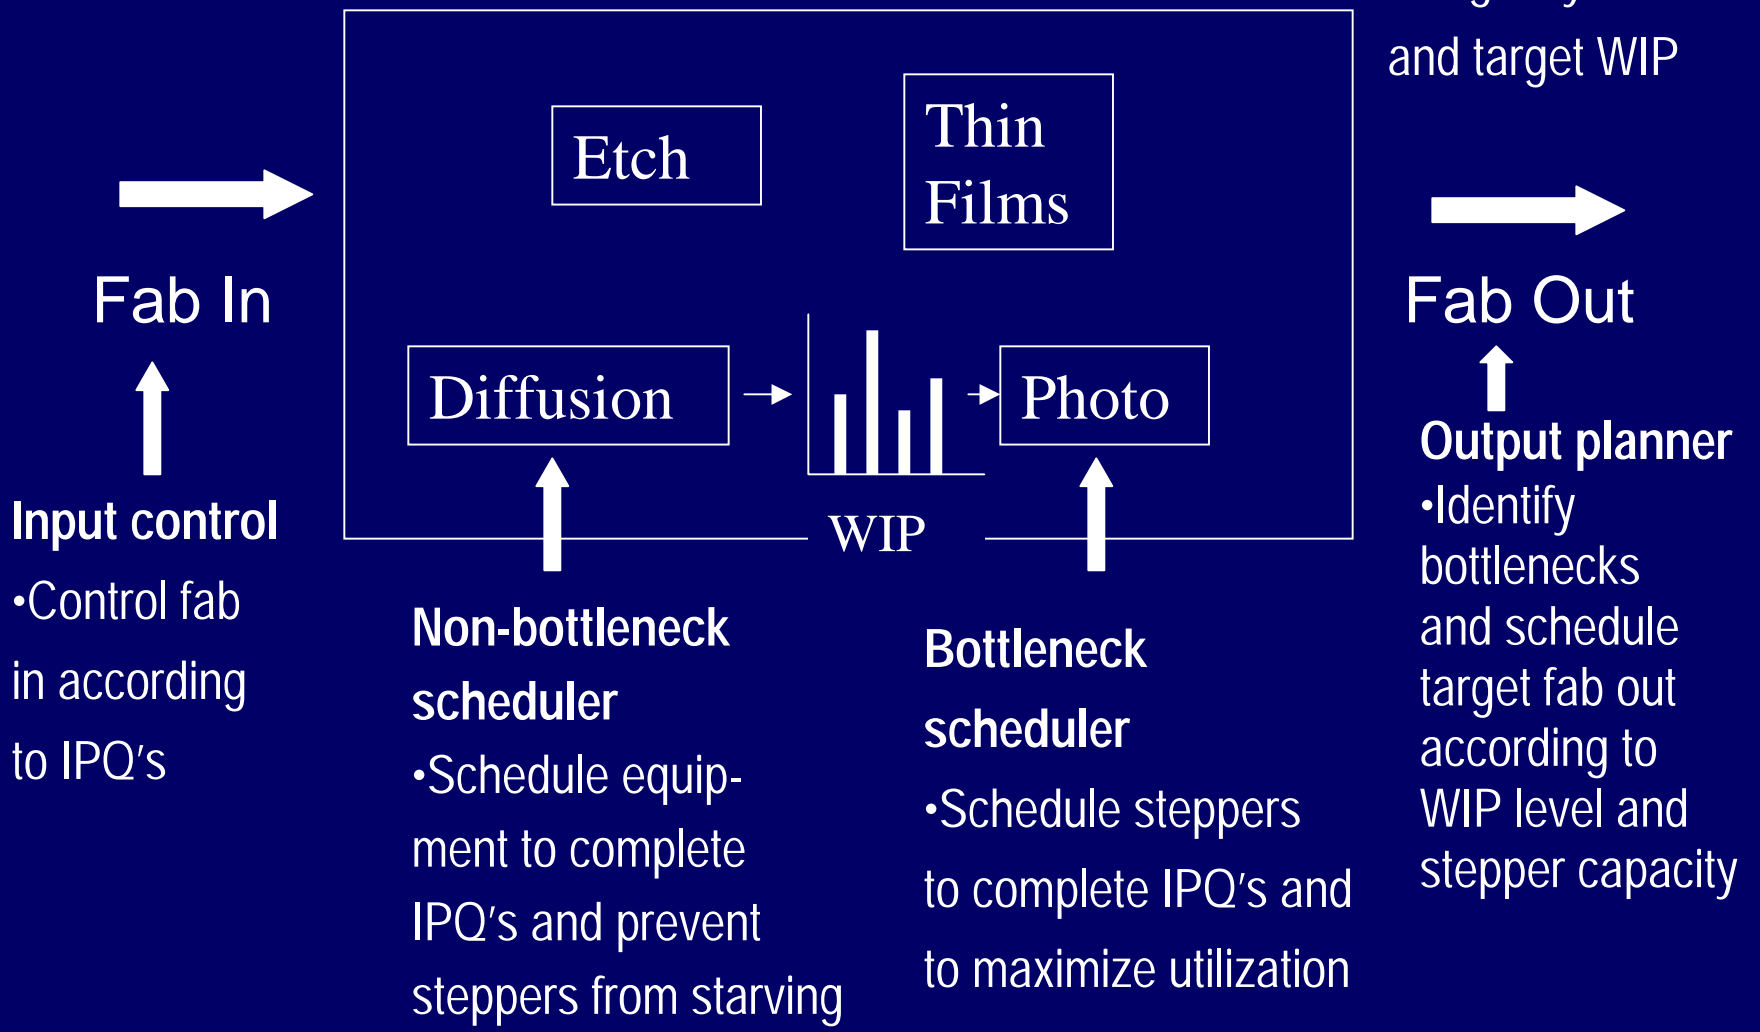 and target WIP
Etch
Thin
Films
Fab In
Fab Out
Diffusion
Photo
WIP
Input control
•Control fab
in according
to IPQ's
Non-bottleneck
scheduler
•Schedule equip-
ment to complete
IPQ's and prevent
steppers from starving
Bottleneck
scheduler
•Schedule steppers
to complete IPQ's and
to maximize utilization
Output planner
•Identify
bottlenecks
and schedule
target fab out
according to
WIP level and
stepper capacity